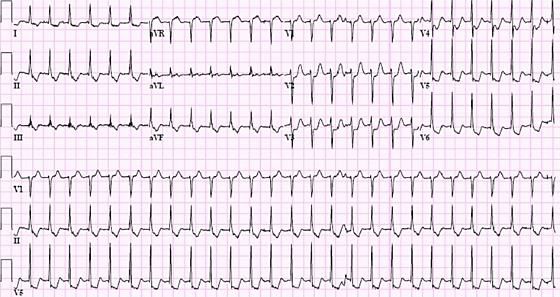 I aVR V1 V4
II aVL V2 V5
III aVF V3 V6
V1
II
V5